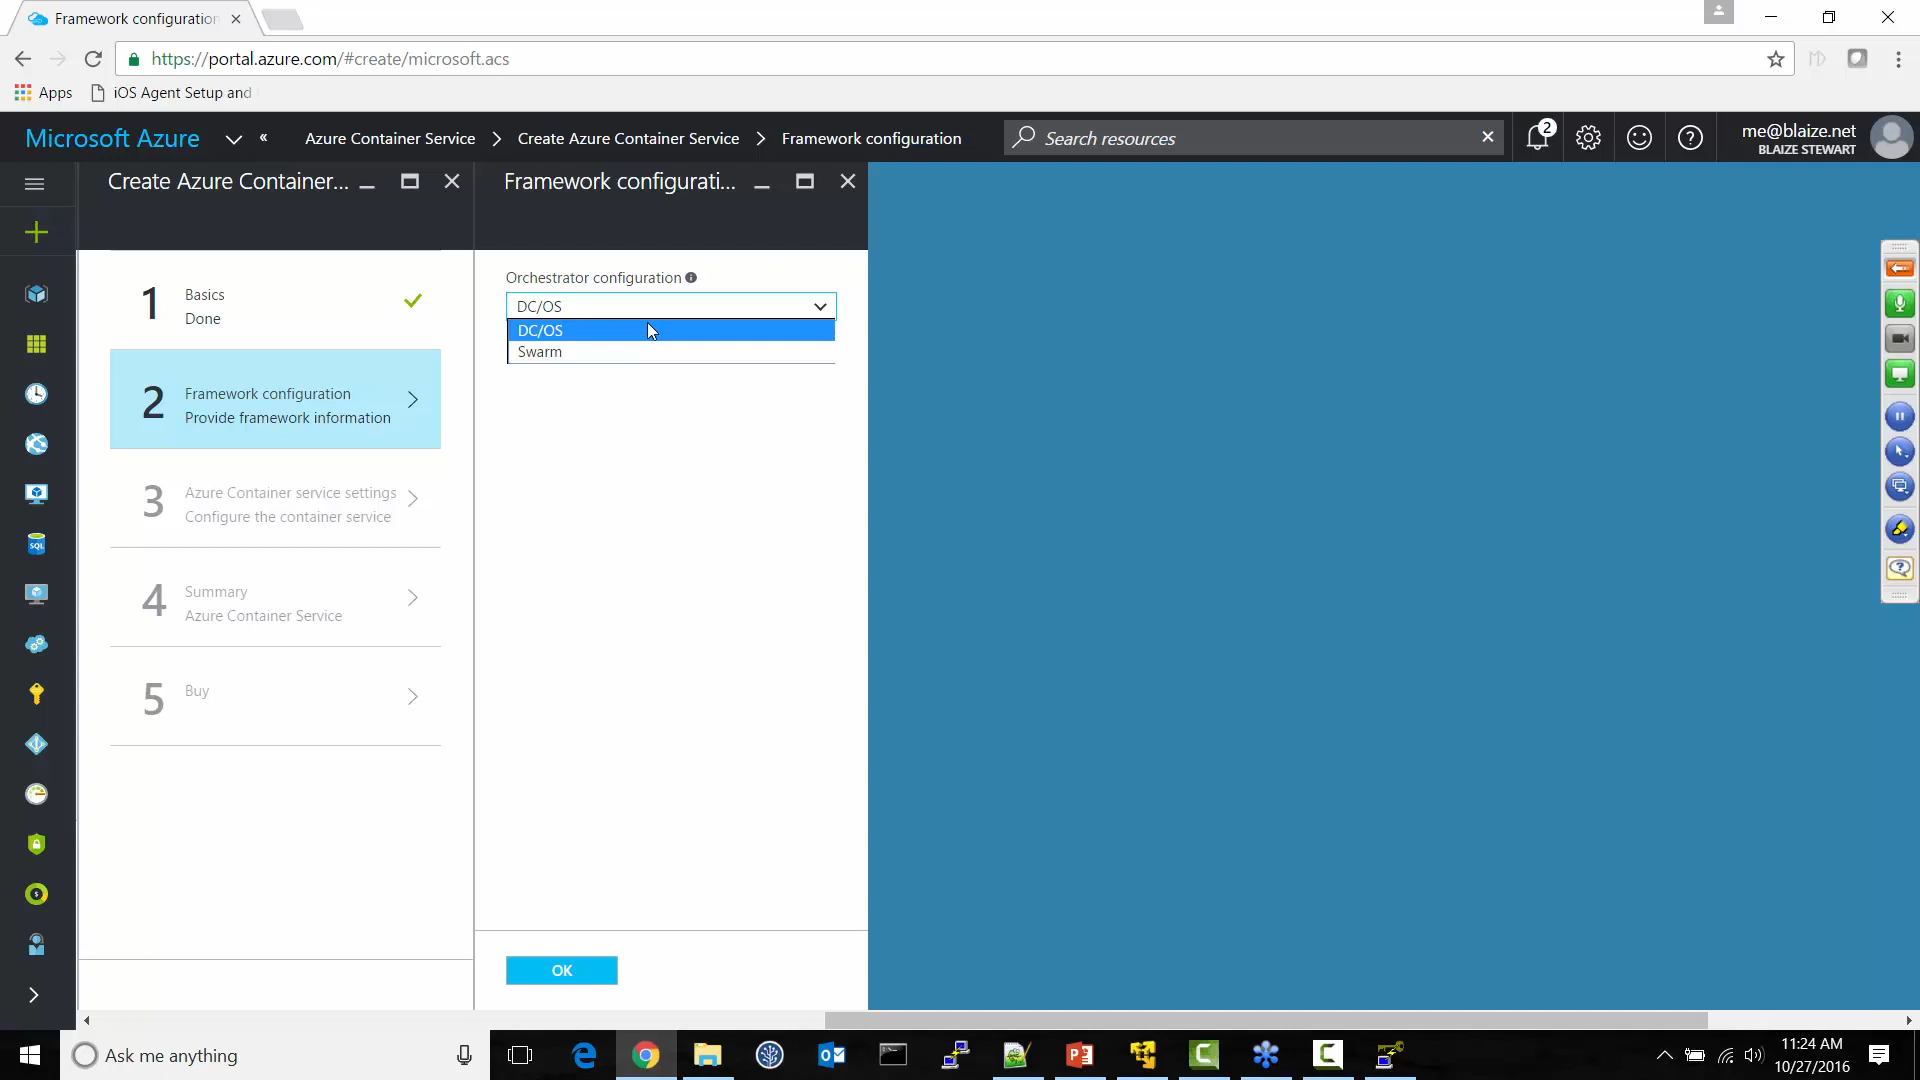 Framework configuration
https://portal.azure.com/#create/microsoft.acs
Apps
iOS Agent Setup and
Microsoft Azure
Azure Container Service
Create Azure Container Service
Framework configuration
Search resources
2
me@blaize.net
BLAIZE STEWART
Create Azure Container...
Framework configurati...
1
Basics
Done
2
Framework configuration
Provide framework information
3
Azure Container service settings
Configure the container service
4
Summary
Azure Container Service
5
Buy
Orchestrator configuration
DC/OS
DC/OS
Swarm
OK
SQL
Ask me anything
11:24 AM
10/27/2016